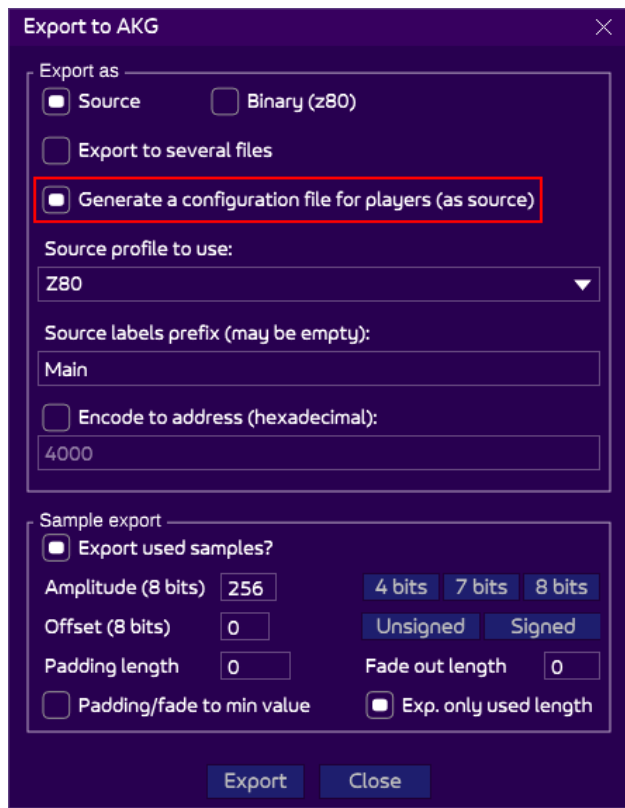 Export to AKG
Export as
Source Binary (z80)
Export to several files
Generate a configuration file for players (as source)
Source profile to use:
Z80
Source labels prefix (may be empty):
Main
Encode to address (hexadecimal):
4000
Sample export
Export used samples?
Amplitude (8 bits) 256 4 bits 7 bits 8 bits
Offset (8 bits) 0 Unsigned Signed
Padding length 0 Fade out length 0
Padding/fade to min value Exp. only used length
Export Close